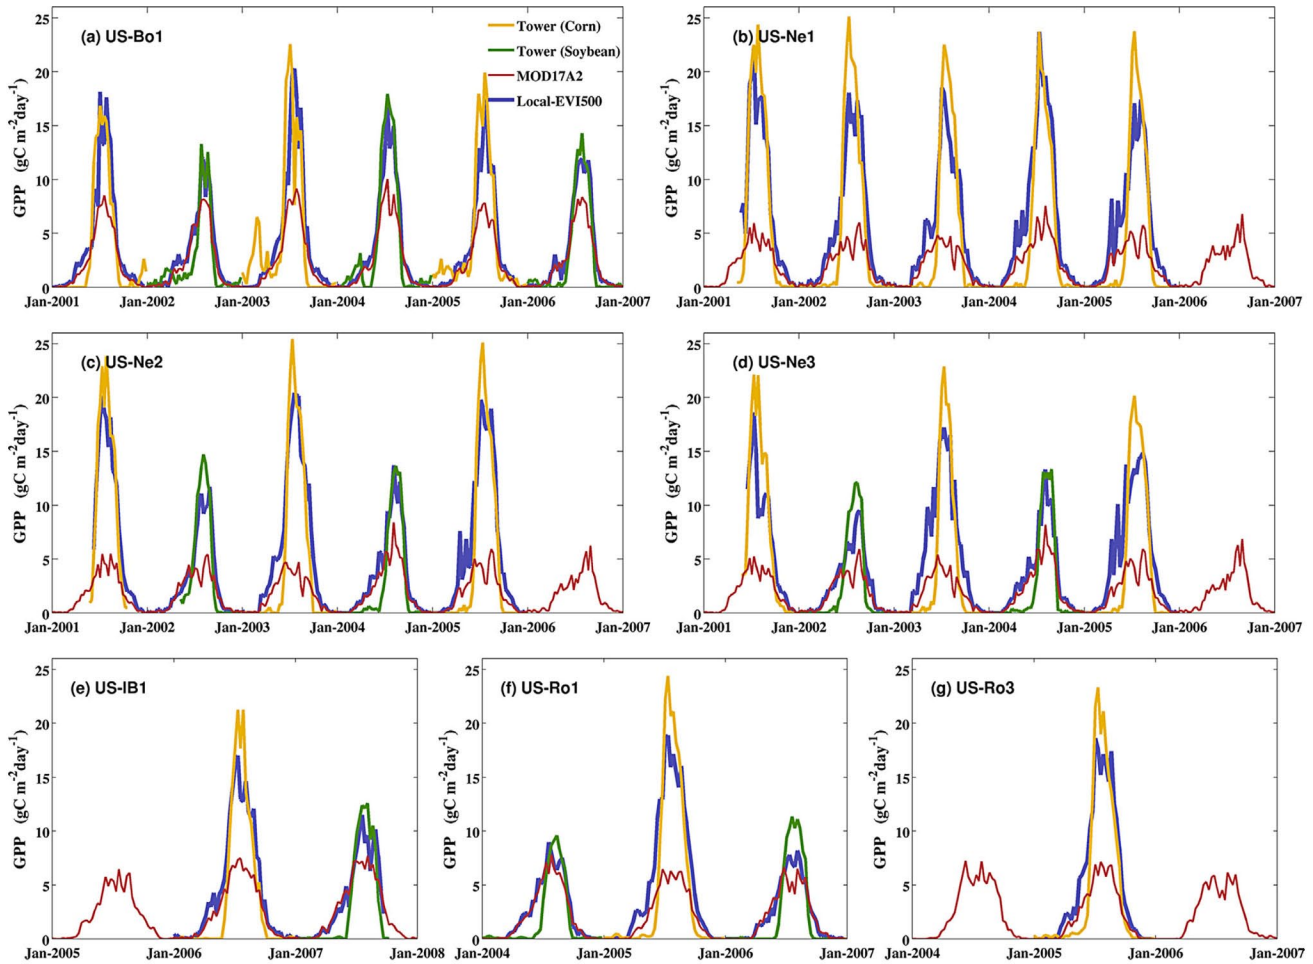 (a) US-Bo1
Tower (Corn)
Tower (Soybean)
MOD17A2
Local-EVI500
GPP (gC m-2day-1)
25
20
15
10
5
0
Jan-2001 Jan-2002 Jan-2003 Jan-2004 Jan-2005 Jan-2006 Jan-2007
(b) US-Ne1
GPP (gC m-2day-1)
25
20
15
10
5
0
Jan-2001 Jan-2002 Jan-2003 Jan-2004 Jan-2005 Jan-2006 Jan-2007
(c) US-Ne2
GPP (gC m-2day-1)
25
20
15
10
5
0
Jan-2001 Jan-2002 Jan-2003 Jan-2004 Jan-2005 Jan-2006 Jan-2007
(d) US-Ne3
GPP (gC m-2day-1)
25
20
15
10
5
0
Jan-2001 Jan-2002 Jan-2003 Jan-2004 Jan-2005 Jan-2006 Jan-2007
(e) US-IB1
GPP (gC m-2day-1)
25
20
15
10
5
0
Jan-2005 Jan-2006 Jan-2007 Jan-2008
(f) US-Ro1
GPP (gC m-2day-1)
25
20
15
10
5
0
Jan-2004 Jan-2005 Jan-2006 Jan-2007
(g) US-Ro3
GPP (gC m-2day-1)
25
20
15
10
5
0
Jan-2004 Jan-2005 Jan-2006 Jan-2007